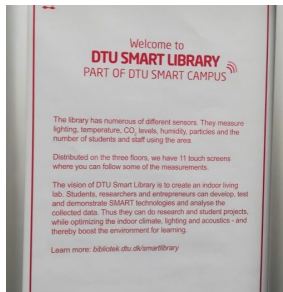 Welcome to
DTU SMART LIBRARY
PART OF DTU SMART CAMPUS
The library has numerous of different sensors. They measure
lighting, temperature, CO2 levels, humidity, particles and the
number of students and staff using the area.
Distributed on the three floors, we have 11 touch screens
where you can follow some of the measurements.
The vision of DTU Smart Library is to create an indoor living
lab. Students, researchers and entrepreneurs can develop, test
and demonstrate SMART technologies and analyse the
collected data. Thus they can do research and student projects,
while optimizing the indoor climate, lighting and acoustics - and
thereby boost the environment for learning.
Learn more: bibliotek.dtu.dk/smartlibrary